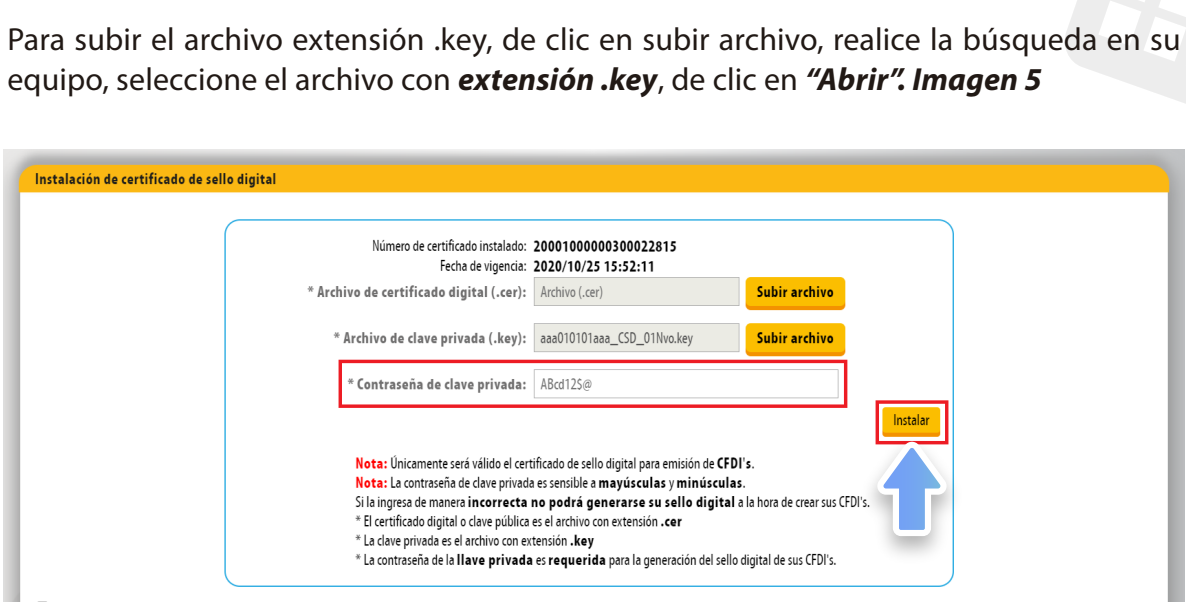 Para subir el archivo extensión .key, de clic en subir archivo, realice la búsqueda en su
equipo, seleccione el archivo con extensión .key, de clic en “Abrir”. Imagen 5
Instalación de certificado de sello digital
Número de certificado instalado: 20001000000300022815
Fecha de vigencia: 2020/10/25 15:52:11
* Archivo de certificado digital (.cer): Archivo (.cer) Subir archivo
* Archivo de clave privada (.key): aaa010101aaa_CSD_01Nvo.key Subir archivo
* Contraseña de clave privada: ABcd12$@
Instalar
Nota: Únicamente será válido el certificado de sello digital para emisión de CFDI's.
Nota: La contraseña de clave privada es sensible a mayúsculas y minúsculas.
Si la ingresa de manera incorrecta no podrá generarse su sello digital a la hora de crear sus CFDI's.
* El certificado digital o clave pública es el archivo con extensión .cer
* La clave privada es el archivo con extensión .key
* La contraseña de la llave privada es requerida para la generación del sello digital de sus CFDI's.